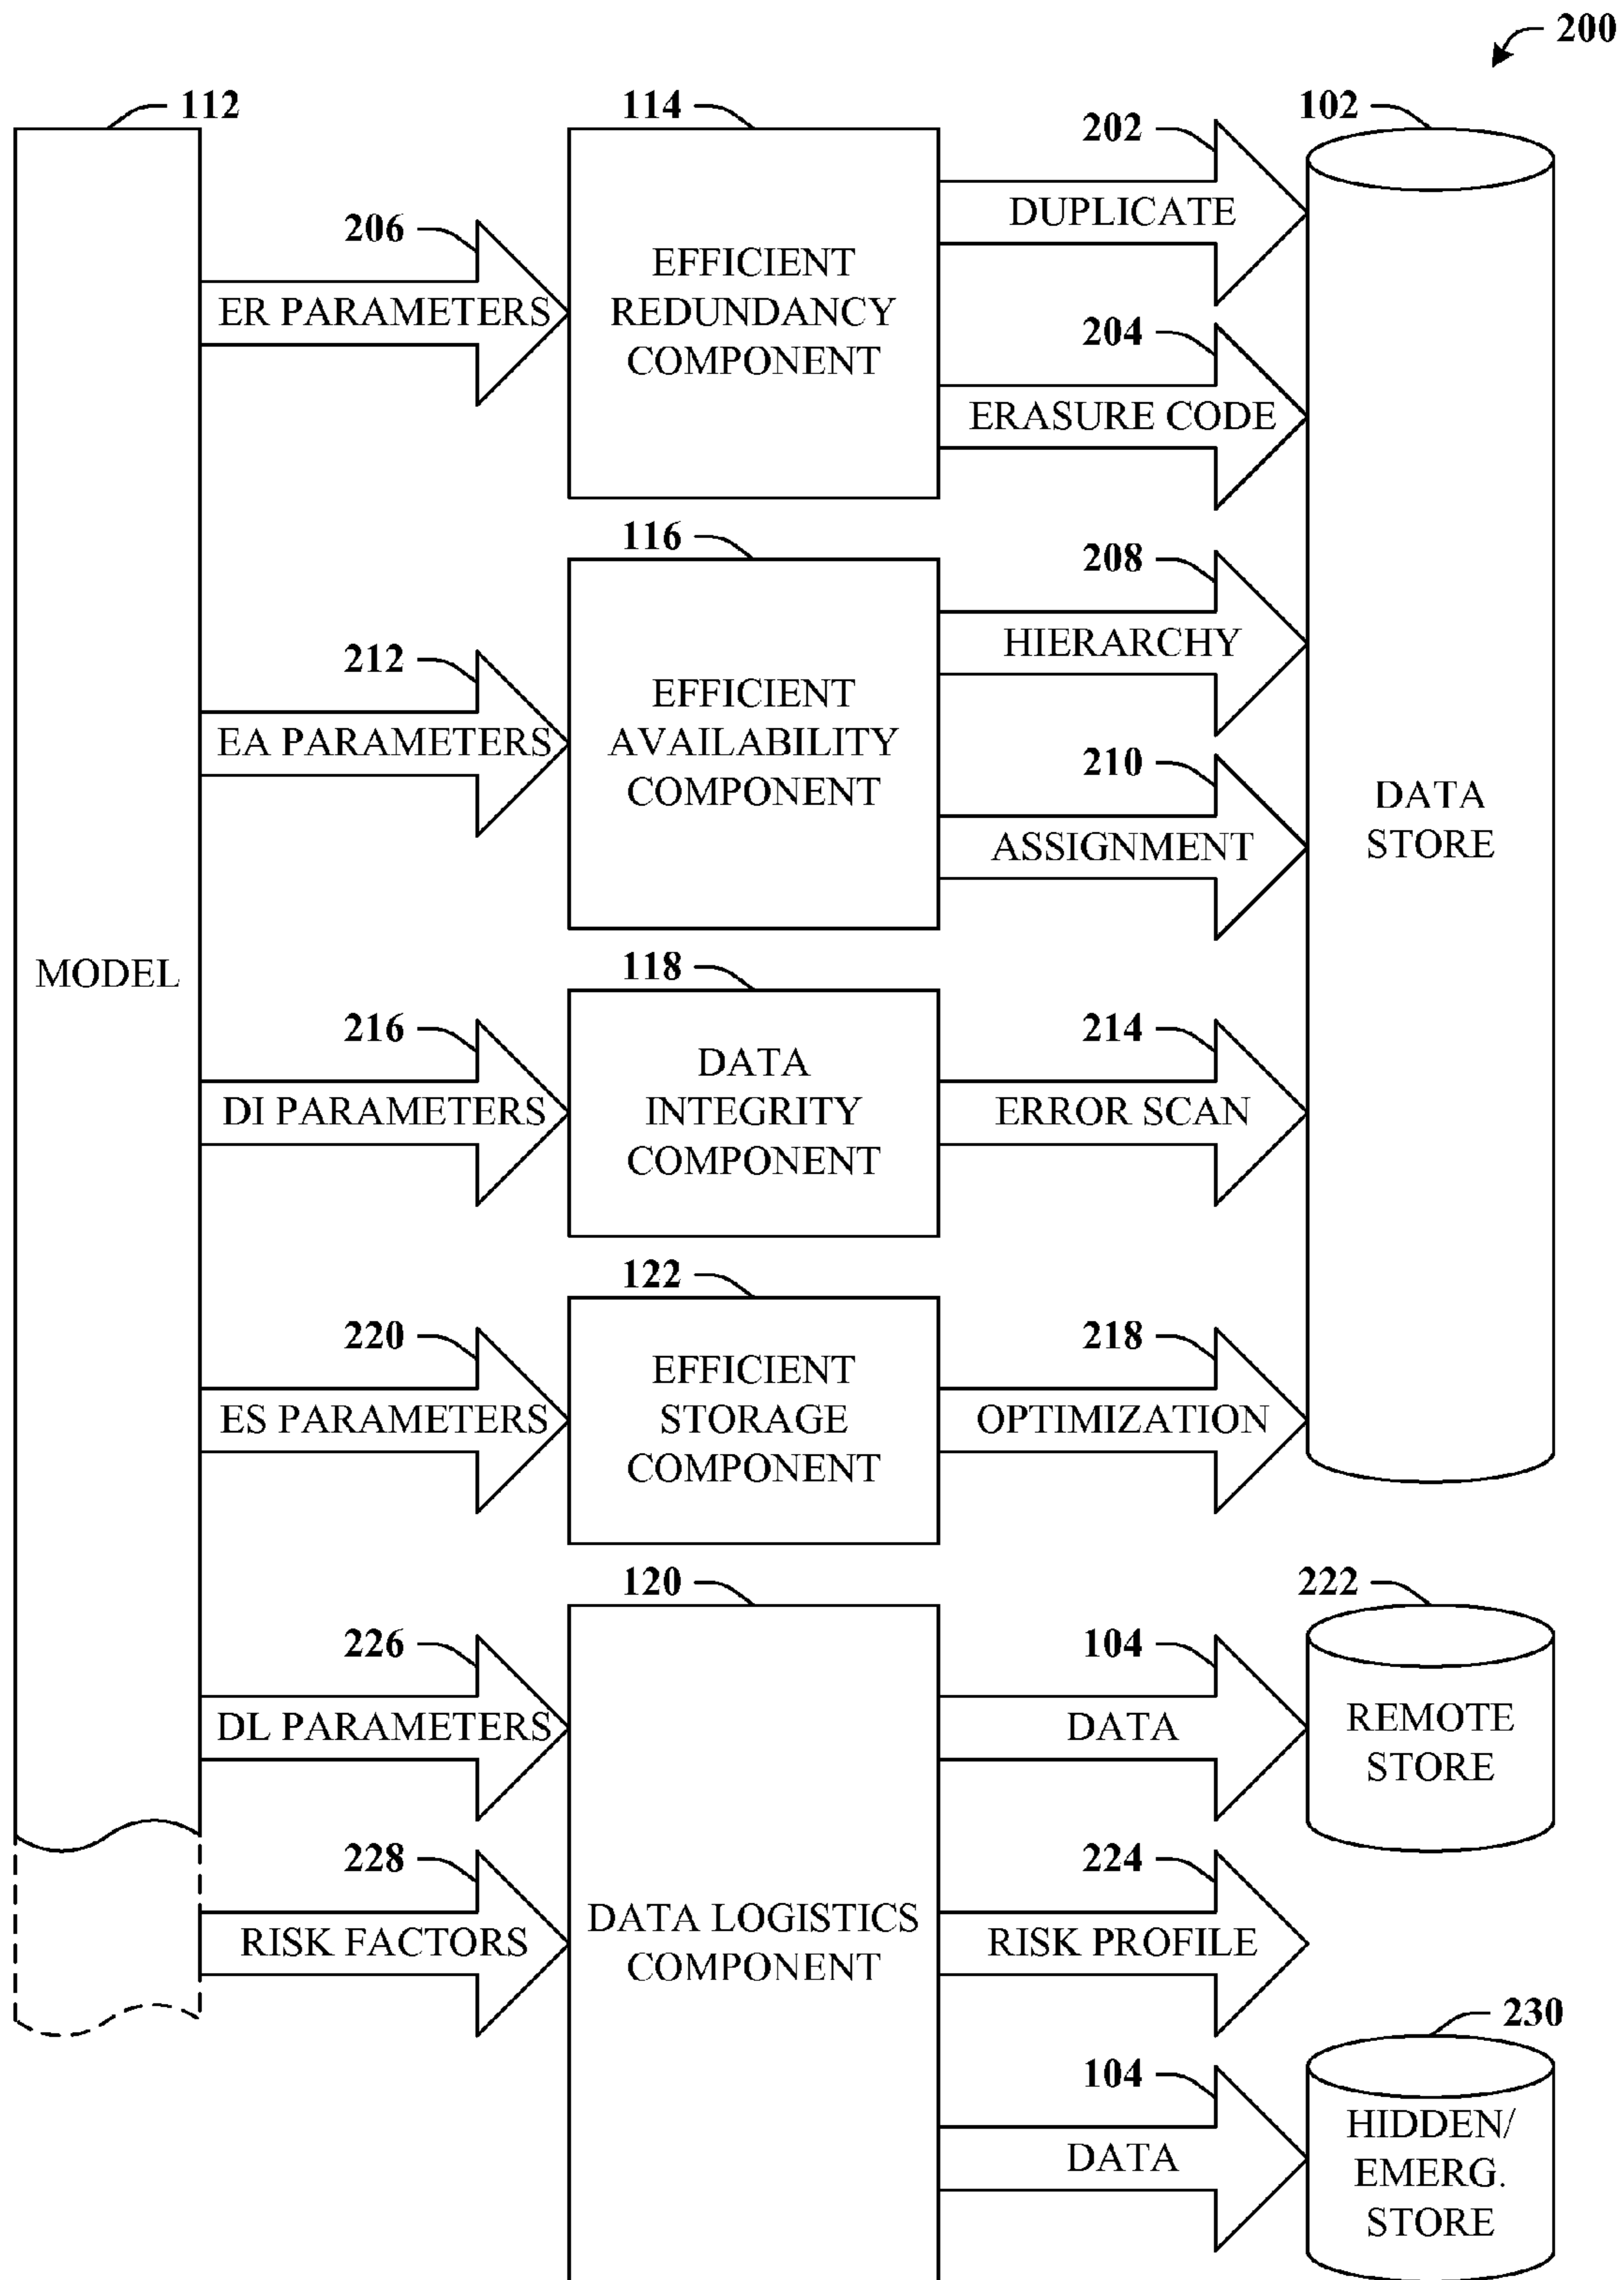 200
112
114
202
102
DUPLICATE
206
ER PARAMETERS
EFFICIENT
REDUNDANCY
COMPONENT
204
ERASURE CODE
116
208
HIERARCHY
212
EA PARAMETERS
EFFICIENT
AVAILABILITY
COMPONENT
210
ASSIGNMENT
DATA
STORE
MODEL
118
216
DI PARAMETERS
DATA
INTEGRITY
COMPONENT
214
ERROR SCAN
122
220
ES PARAMETERS
EFFICIENT
STORAGE
COMPONENT
218
OPTIMIZATION
120
226
DL PARAMETERS
104
DATA
222
REMOTE
STORE
228
RISK FACTORS
DATA LOGISTICS
COMPONENT
224
RISK PROFILE
104
DATA
230
HIDDEN/
EMERG.
STORE